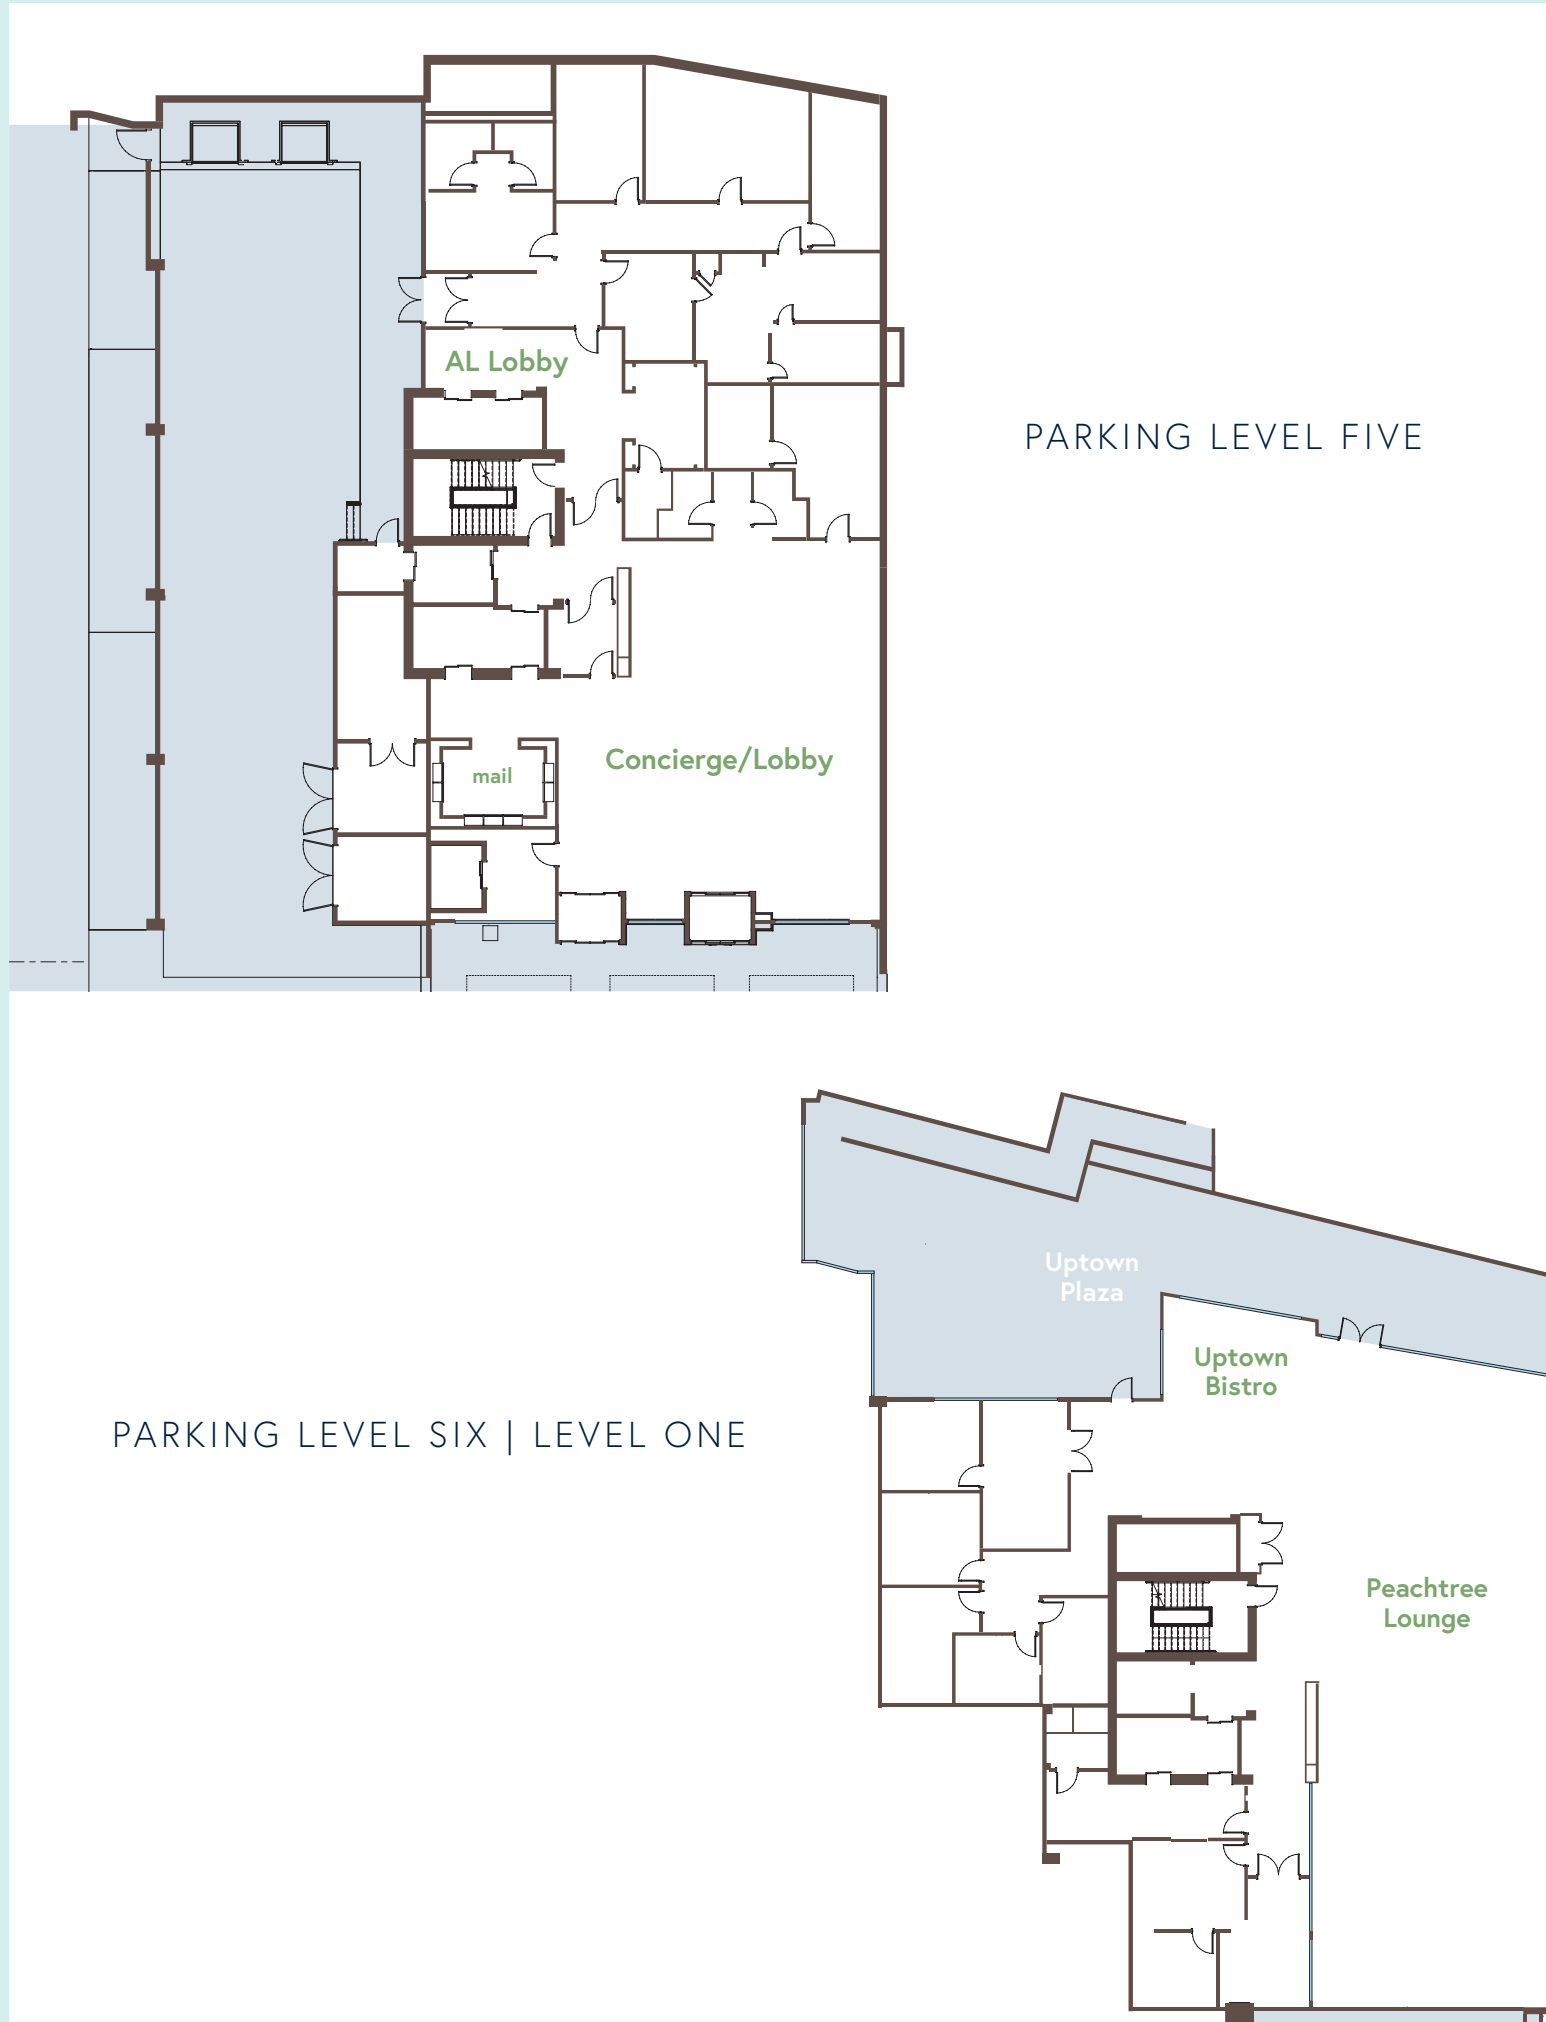 AL Lobby
PARKING LEVEL FIVE
Concierge/Lobby
mail
Uptown
Plaza
Uptown
Bistro
PARKING LEVEL SIX | LEVEL ONE
Peachtree
Lounge